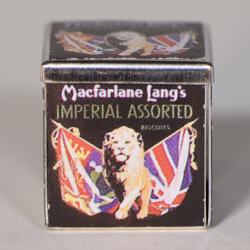 Macfarlane Lang's
IMPERIAL ASSORTED
BISCUITS